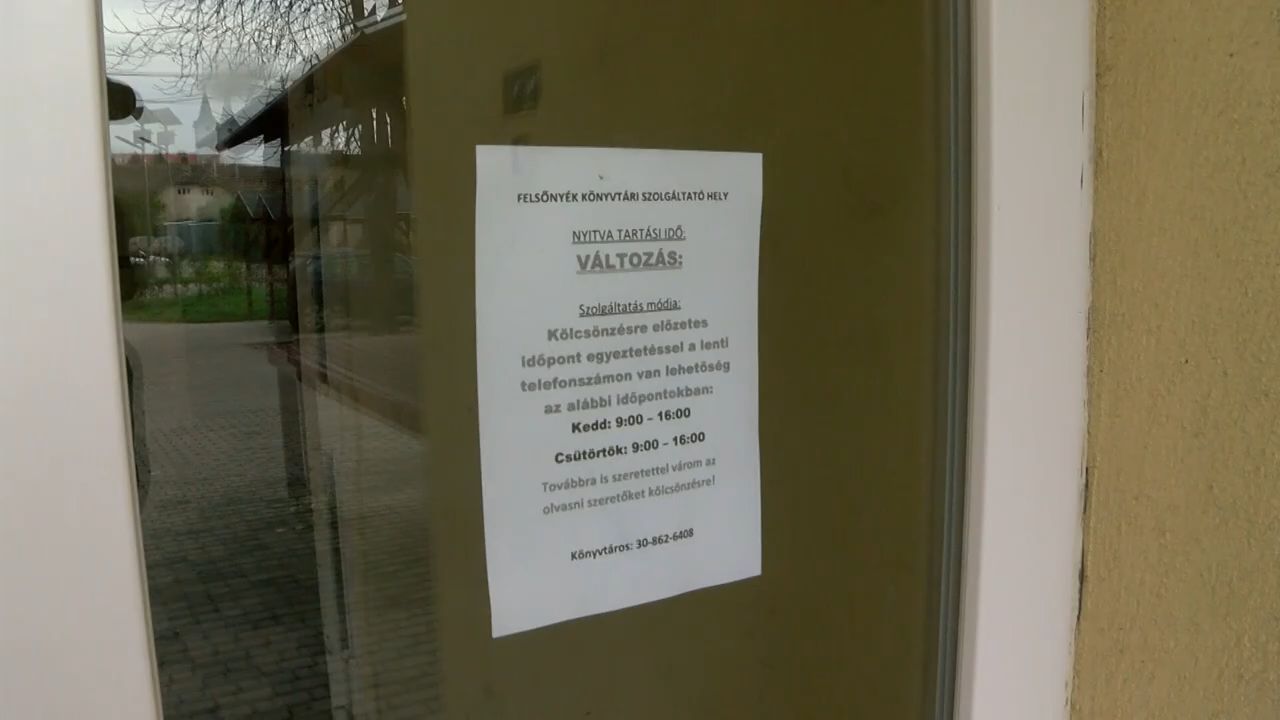 FELSŐNYÉK KÖNYVTÁRI SZOLGÁLTATÓ HELY
NYITVA TARTÁSI IDŐ:
VÁLTOZÁS:
Szolgáltatás módja:
Kölcsönzésre előzetes
időpont egyeztetéssel a lenti
telefonszámon van lehetőség
az alábbi időpontokban:
Kedd: 9:00 – 16:00
Csütörtök: 9:00 – 16:00
Továbbra is szeretettel várom az
olvasni szeretőket kölcsönzésre!
Könyvtáros: 30-862-6408